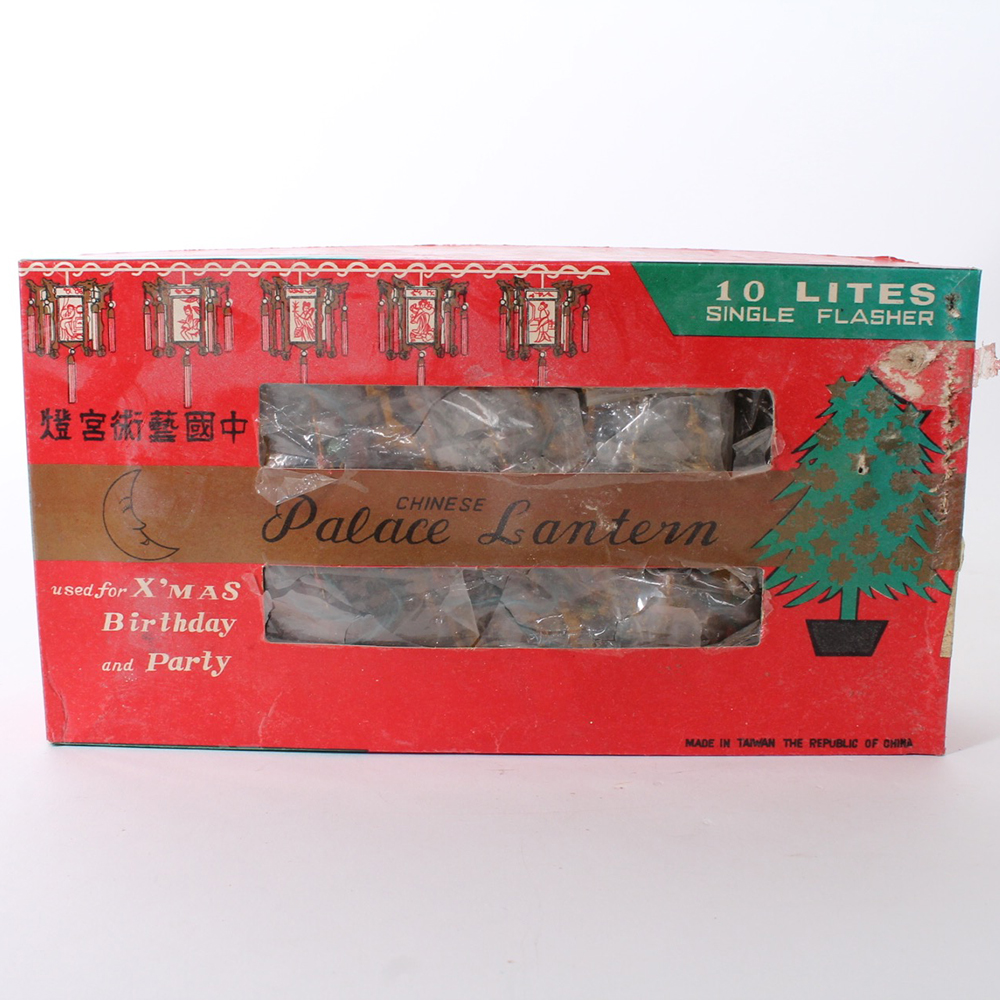 10 LITES
SINGLE FLASHER
燈宮術藝國中
CHINESE
Palace Lantern
used for X'MAS
Birthday
and Party
MADE IN TAIWAN THE REPUBLIC OF CHINA